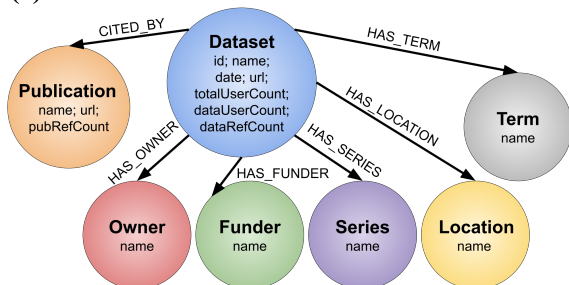 CITED_BY
HAS_TERM
Dataset
id; name;
date; url;
totalUserCount;
dataUserCount;
dataRefCount
Publication
name; url;
pubRefCount
Term
name
HAS_OWNER
HAS_FUNDER
HAS_SERIES
HAS_LOCATION
Owner
name
Funder
name
Series
name
Location
name